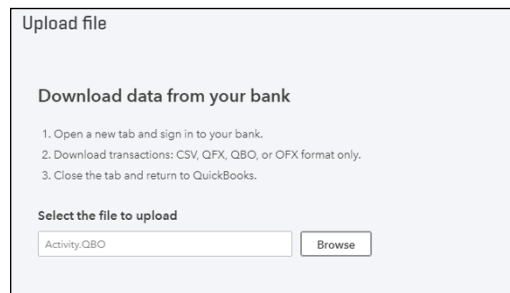 Upload file
Download data from your bank
1. Open a new tab and sign in to your bank.
2. Download transactions: CSV, QFX, QBO, or OFX format only.
3. Close the tab and return to QuickBooks.
Select the file to upload
Activity.QBO
Browse